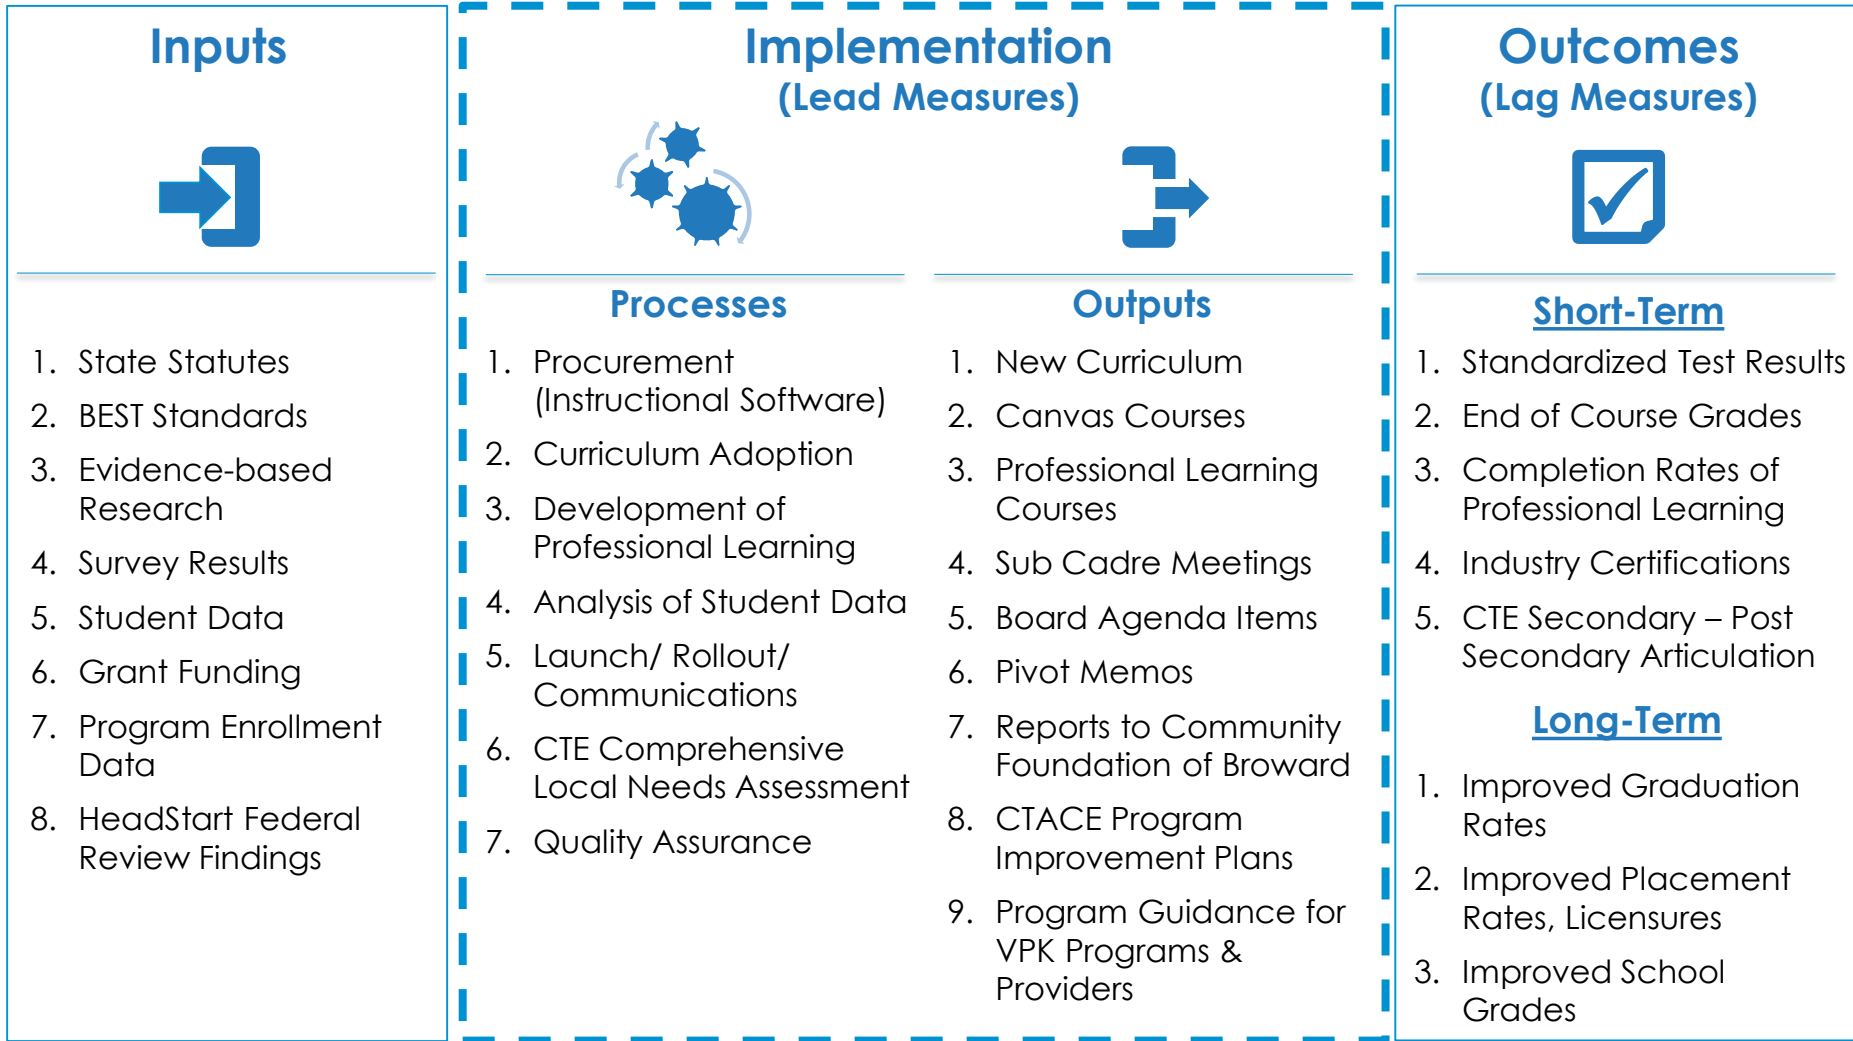 Inputs
1. State Statutes
2. BEST Standards
3. Evidence-based
Research
4. Survey Results
5. Student Data
6. Grant Funding
7. Program Enrollment
Data
8. HeadStart Federal
Review Findings
Implementation
(Lead Measures)
Processes
1. Procurement
(Instructional Software)
2. Curriculum Adoption
3. Development of
Professional Learning
4. Analysis of Student Data
5. Launch/ Rollout/
Communications
6. CTE Comprehensive
Local Needs Assessment
7. Quality Assurance
Outputs
1. New Curriculum
2. Canvas Courses
3. Professional Learning
Courses
4. Sub Cadre Meetings
5. Board Agenda Items
6. Pivot Memos
7. Reports to Community
Foundation of Broward
8. CTACE Program
Improvement Plans
9. Program Guidance for
VPK Programs &
Providers
Outcomes
(Lag Measures)
Short-Term
1. Standardized Test Results
2. End of Course Grades
3. Completion Rates of
Professional Learning
4. Industry Certifications
5. CTE Secondary – Post
Secondary Articulation
Long-Term
1. Improved Graduation
Rates
2. Improved Placement
Rates, Licensures
3. Improved School
Grades